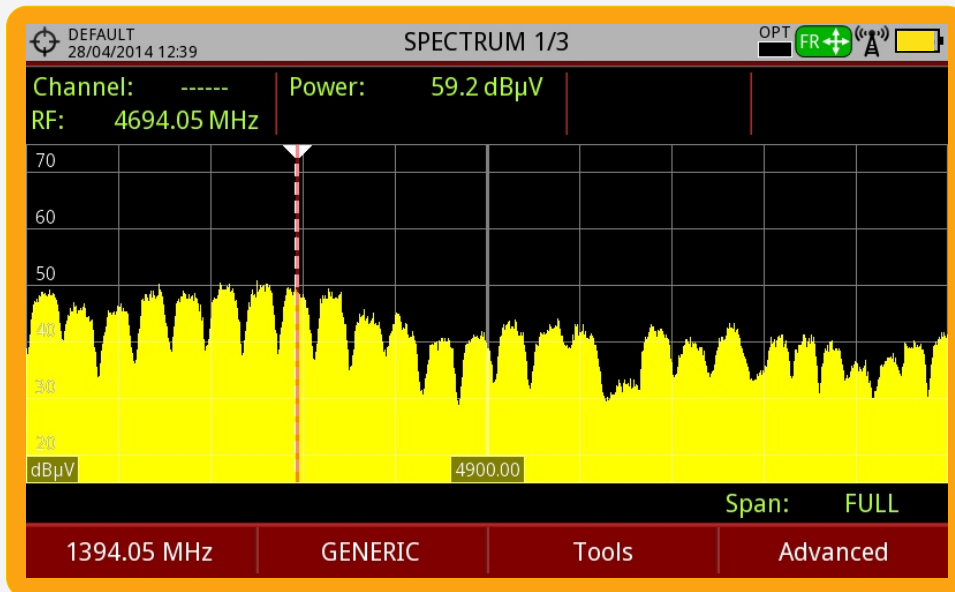 DEFAULT
28/04/2014 12:39
SPECTRUM 1/3
OPT
FR
Channel: ------ Power: 59.2 dBµV
RF: 4694.05 MHz
70
60
50
40
30
20
dBµV
4900.00
Span: FULL
1394.05 MHz GENERIC Tools Advanced